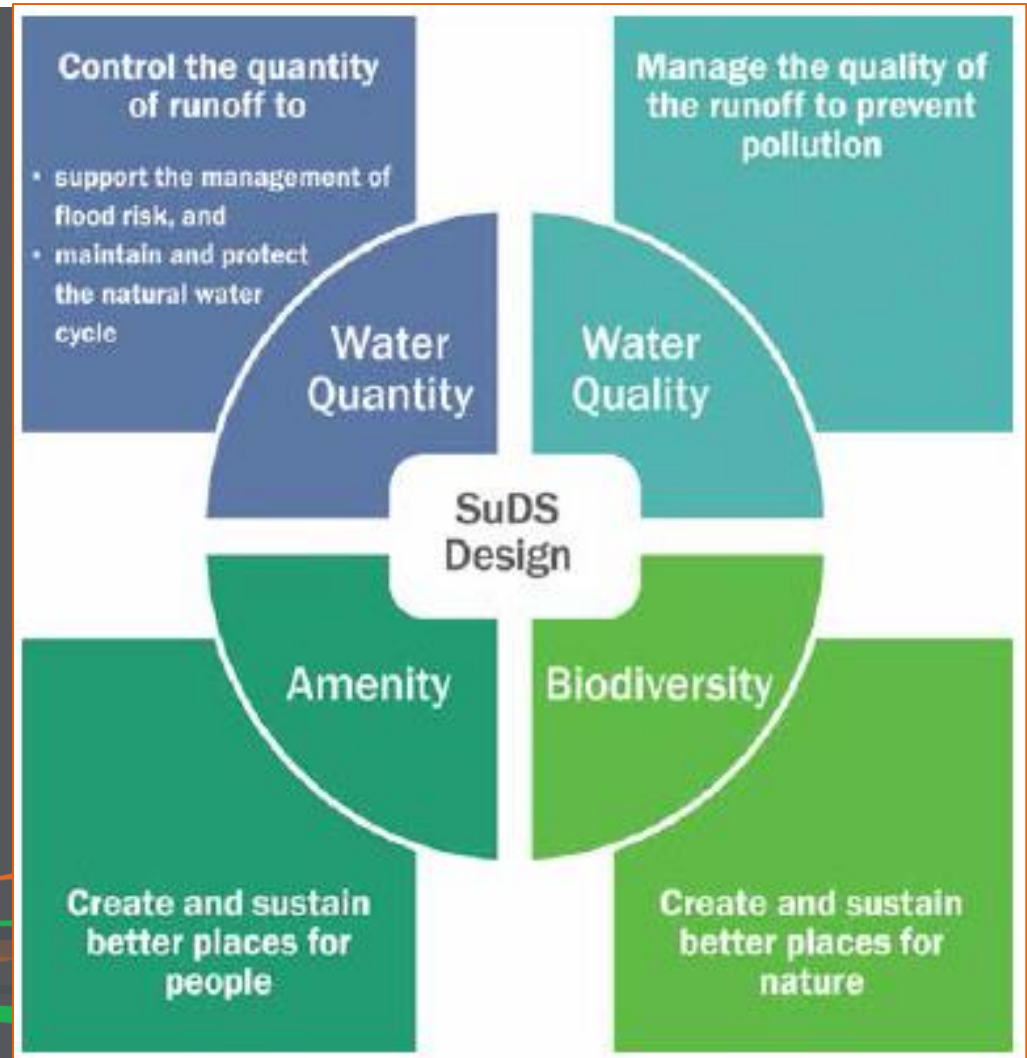 Control the quantity
of runoff to
• support the management of
flood risk, and
• maintain and protect
the natural water
cycle
Manage the quality of
the runoff to prevent
pollution
Water
Quantity
Water
Quality
SuDS
Design
Amenity
Biodiversity
Create and sustain
better places for
people
Create and sustain
better places for
nature